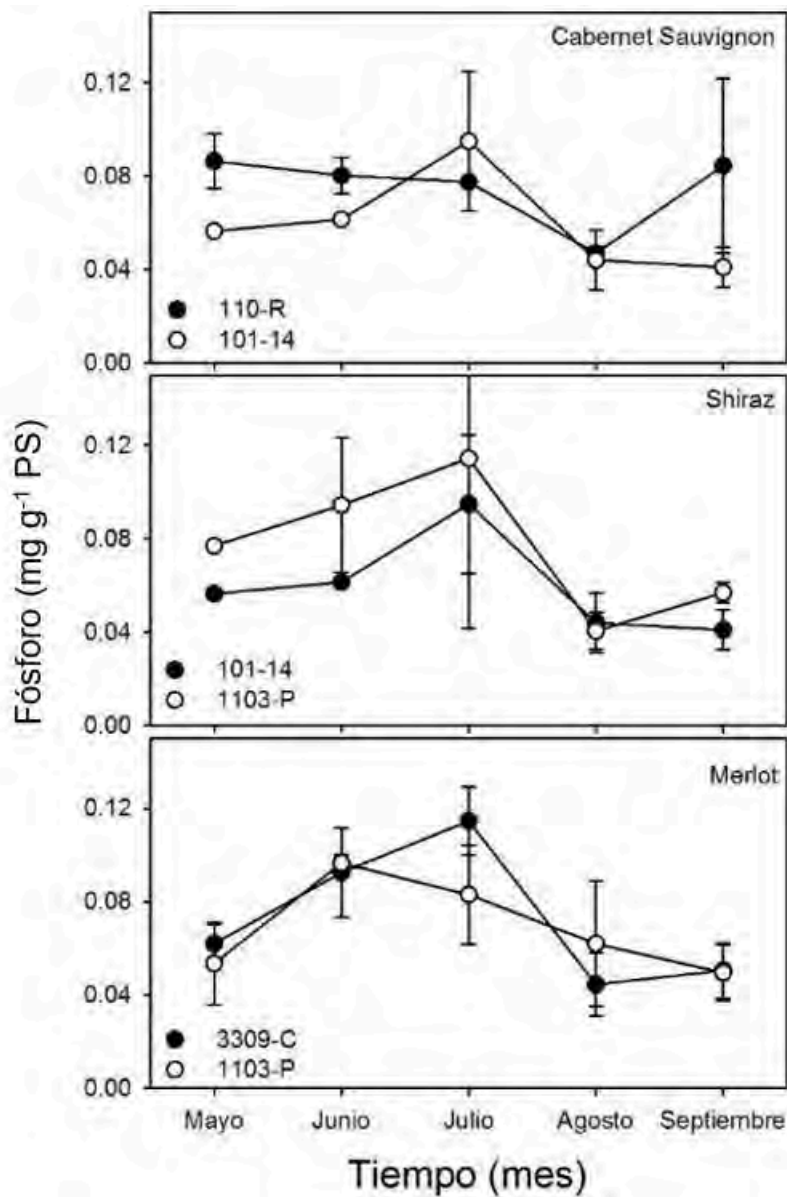 Cabernet Sauvignon
0.12
0.08
0.04
0.00
110-R
101-14
Shiraz
0.12
0.08
0.04
0.00
101-14
1103-P
Merlot
0.12
0.08
0.04
0.00
3309-C
1103-P
Fósforo (mg g⁻¹ PS)
Mayo Junio Julio Agosto Septiembre
Tiempo (mes)